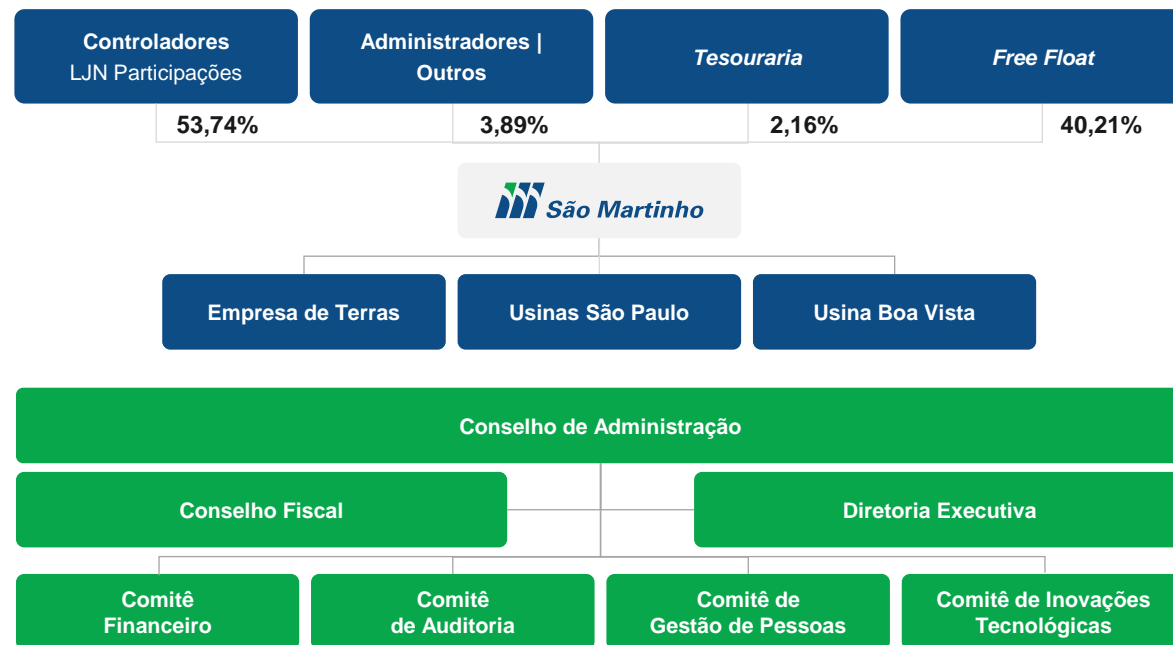 Controladores
LJN Participações
Administradores |
Outros
Tesouraria
Free Float
53,74%
3,89%
2,16%
40,21%
São Martinho
Empresa de Terras
Usinas São Paulo
Usina Boa Vista
Conselho de Administração
Conselho Fiscal
Diretoria Executiva
Comitê
Financeiro
Comitê
de Auditoria
Comitê de
Gestão de Pessoas
Comitê de Inovações
Tecnológicas